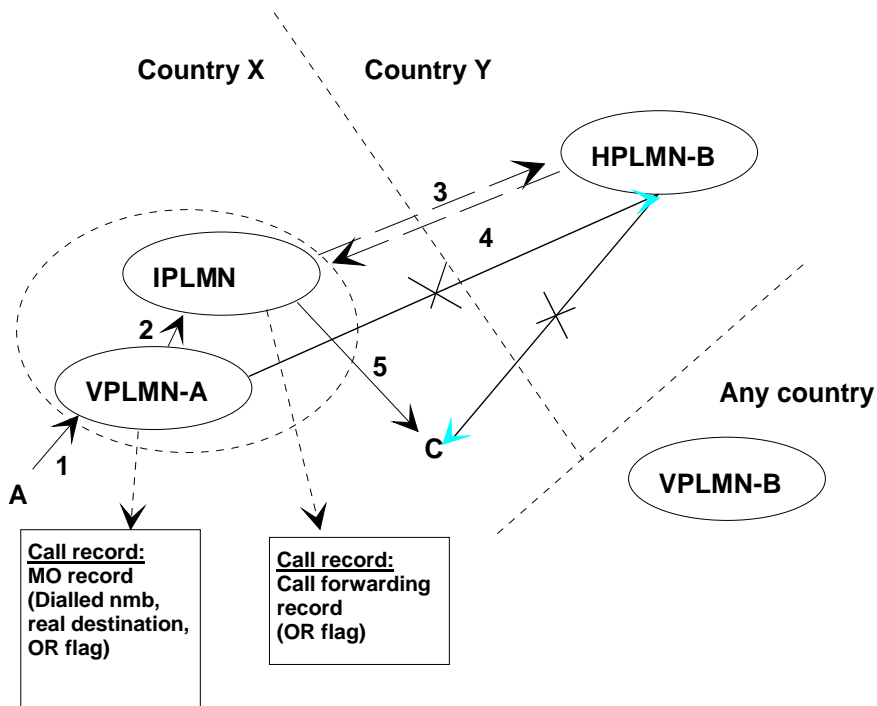 Country X
Country Y
HPLMN-B
3
4
IPLMN
2
5
VPLMN-A
Any country
C
1
A
VPLMN-B
Call record:
MO record
(Dialled nmb,
real destination,
OR flag)
Call record:
Call forwarding
record
(OR flag)